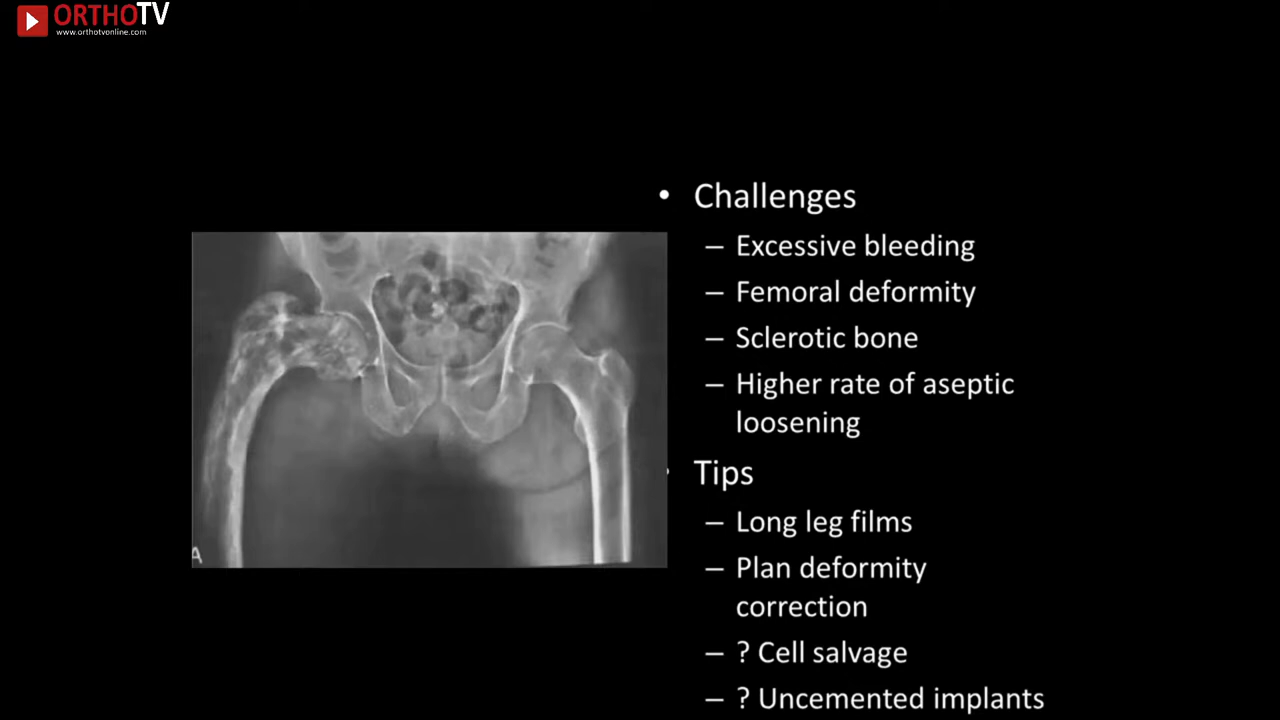 ORTHOTV
www.orthotvonline.com
• Challenges
– Excessive bleeding
– Femoral deformity
– Sclerotic bone
– Higher rate of aseptic
loosening
• Tips
– Long leg films
– Plan deformity
correction
– ? Cell salvage
– ? Uncemented implants
A